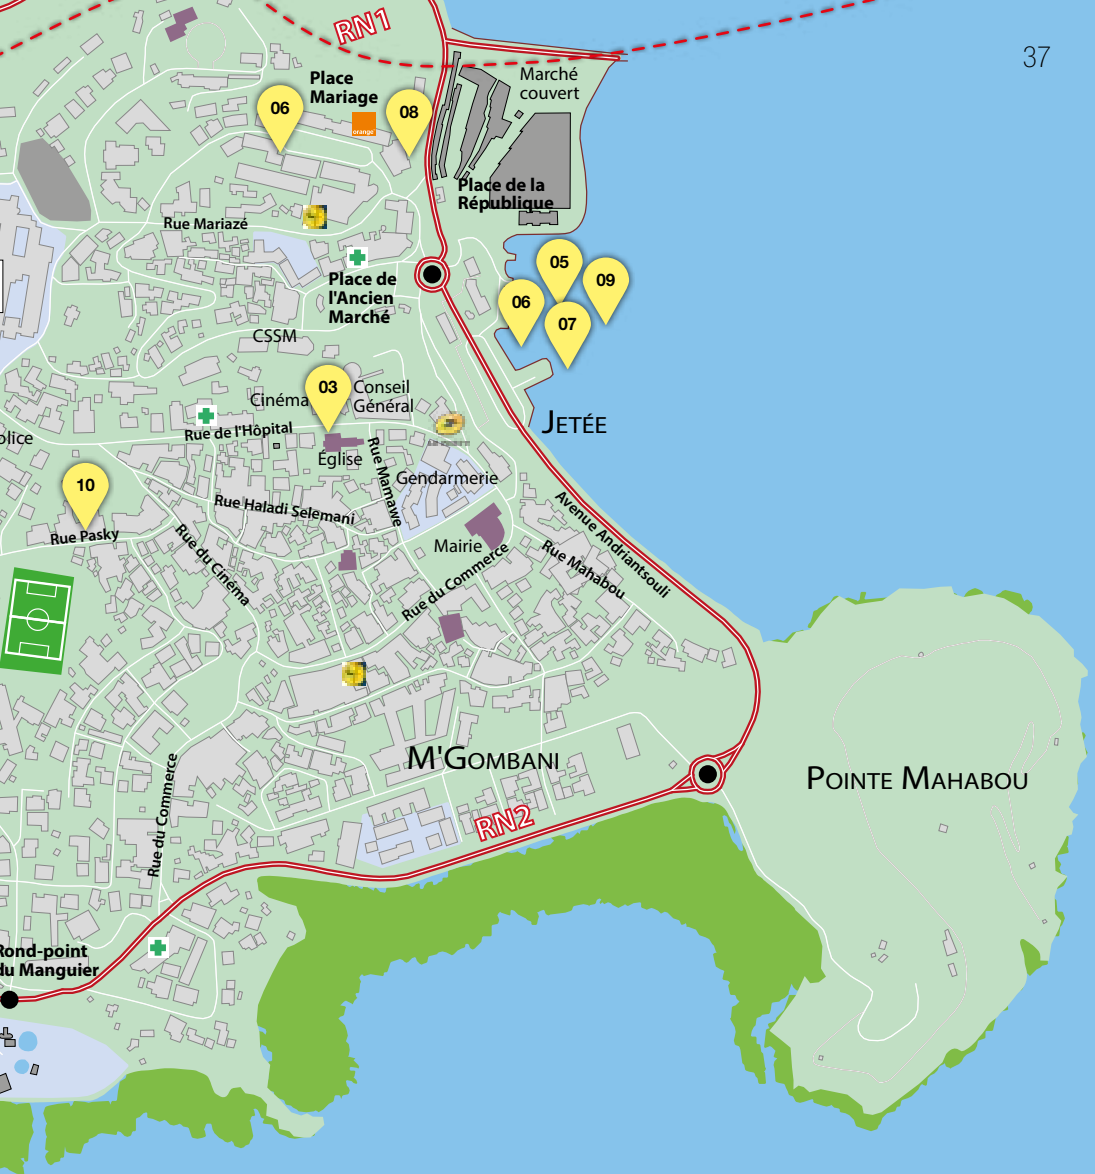 RN1
37
Place
Mariage
Marché
couvert
06
08
orange
Place de la
République
Rue Mariazé
05
09
06
07
Place de
l'Ancien
Marché
CSSM
03
Conseil
Général
Cinéma
JETÉE
Rue de l'Hôpital
olice
Église
Rue Mamawe
Gendarmerie
10
Rue Haladi Selemani
Avenue Andriantsouli
Rue Pasky
Rue du Cinéma
Mairie
Rue du Commerce
Rue Mahabou
M'GOMBANI
POINTE MAHABOU
Rue du Commerce
RN2
Rond-point
du Manguier